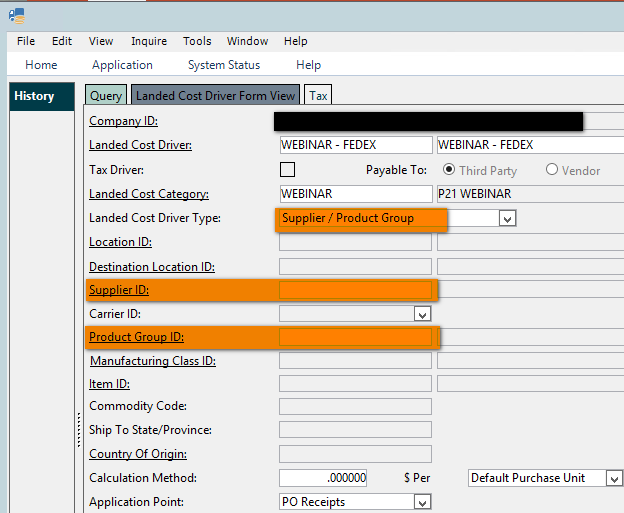 File Edit View Inquire Tools Window Help
Home Application System Status Help
History
Query Landed Cost Driver Form View Tax
Company ID:
Landed Cost Driver: WEBINAR - FEDEX WEBINAR - FEDEX
Tax Driver: Payable To: Third Party Vendor
Landed Cost Category: WEBINAR P21 WEBINAR
Landed Cost Driver Type: Supplier / Product Group
Location ID:
Destination Location ID:
Supplier ID:
Carrier ID:
Product Group ID:
Manufacturing Class ID:
Item ID:
Commodity Code:
Ship To State/Province:
Country Of Origin:
Calculation Method: .000000 $ Per Default Purchase Unit
Application Point: PO Receipts